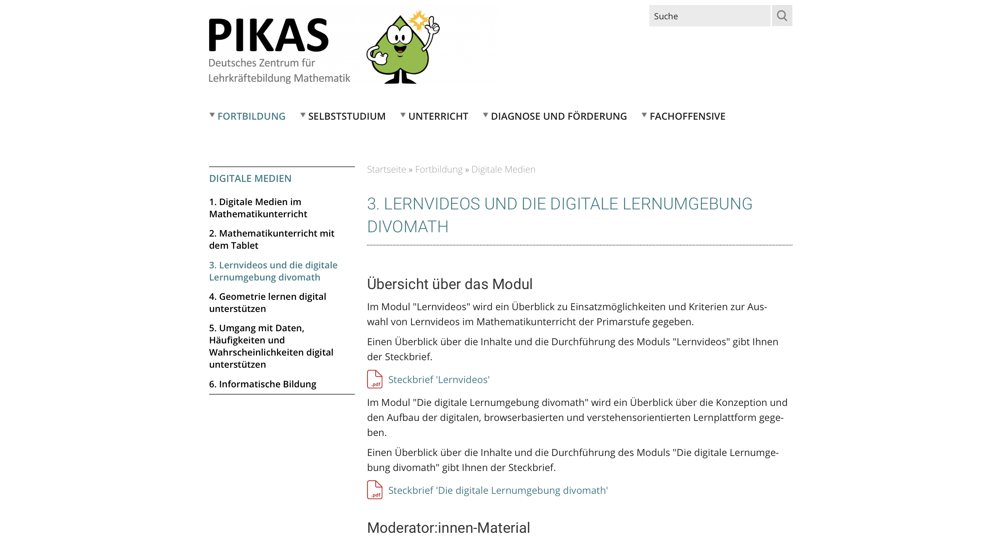 PIKAS
Deutsches Zentrum für
Lehrkräftebildung Mathematik
Suche
FORTBILDUNG
SELBSTSTUDIUM
UNTERRICHT
DIAGNOSE UND FÖRDERUNG
FACHOFFENSIVE
DIGITALE MEDIEN
1. Digitale Medien im
Mathematikunterricht
2. Mathematikunterricht mit
dem Tablet
3. Lernvideos und die digitale
Lernumgebung divomath
4. Geometrie lernen digital
unterstützen
5. Umgang mit Daten,
Häufigkeiten und
Wahrscheinlichkeiten digital
unterstützen
6. Informatische Bildung
Startseite » Fortbildung » Digitale Medien
3. LERNVIDEOS UND DIE DIGITALE LERNUMGEBUNG
DIVOMATH
Übersicht über das Modul
Im Modul "Lernvideos" wird ein Überblick zu Einsatzmöglichkeiten und Kriterien zur Aus-
wahl von Lernvideos im Mathematikunterricht der Primarstufe gegeben.
Einen Überblick über die Inhalte und die Durchführung des Moduls "Lernvideos" gibt Ihnen
der Steckbrief.
.pdf Steckbrief 'Lernvideos'
Im Modul "Die digitale Lernumgebung divomath" wird ein Überblick über die Konzeption und
den Aufbau der digitalen, browserbasierten und verstehensorientierten Lernplattform gege-
ben.
Einen Überblick über die Inhalte und die Durchführung des Moduls "Die digitale Lernumge-
bung divomath" gibt Ihnen der Steckbrief.
.pdf Steckbrief 'Die digitale Lernumgebung divomath'
Moderator:innen-Material